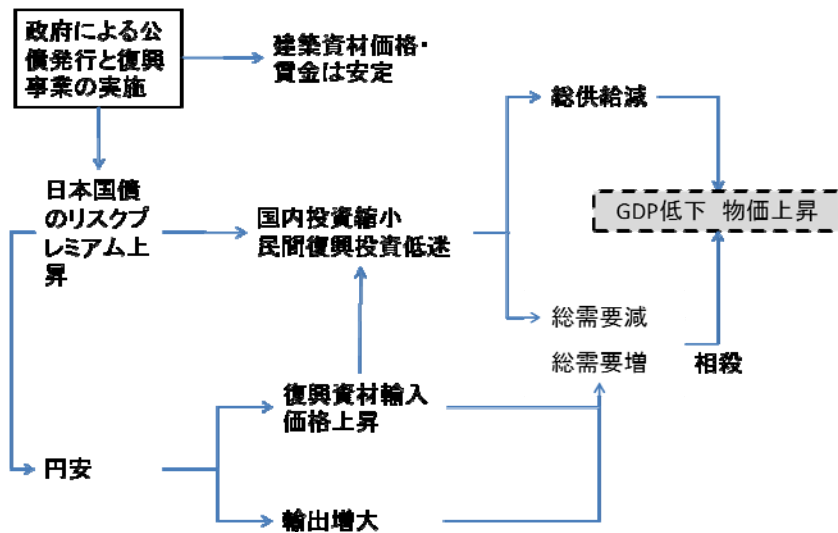 政府による公
債発行と復興
事業の実施
建築資材価格・
賃金は安定
総供給減
日本国債
のリスクプ
レミアム上
昇
国内投資縮小
民間復興投資低迷
GDP低下 物価上昇
総需要減
総需要増
相殺
復興資材輸入
価格上昇
円安
輸出増大